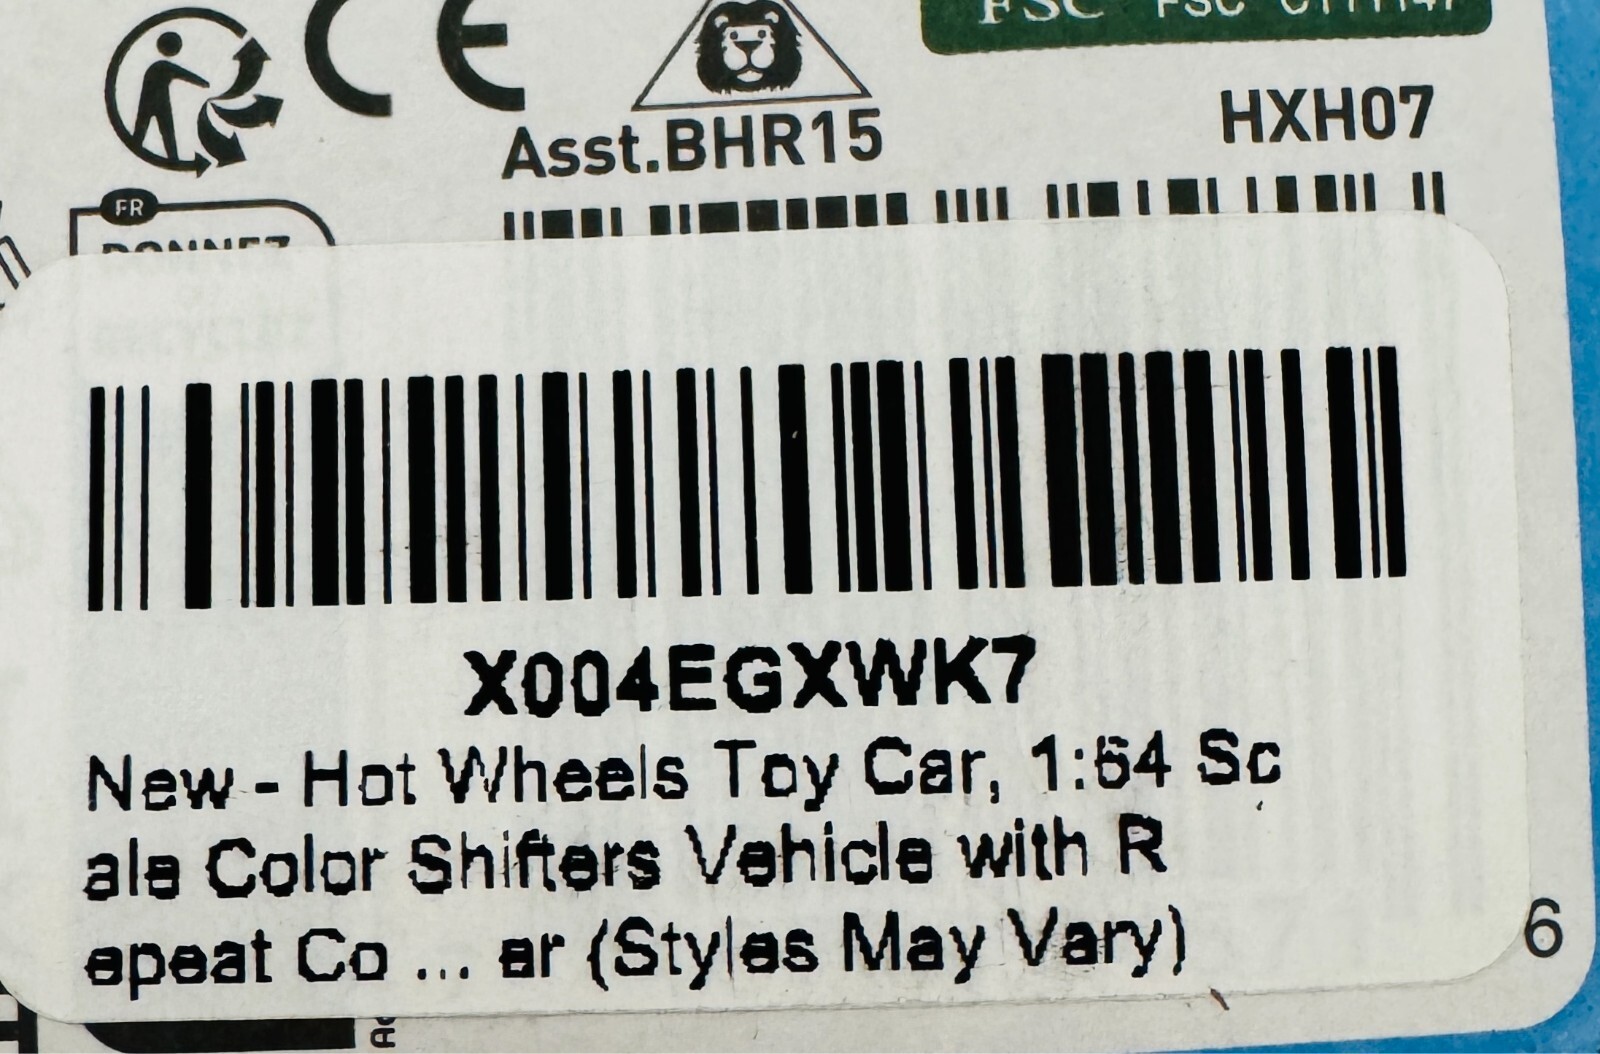 CE
Asst.BHR15
HXH07
FR
X004EGXWK7
New - Hot Wheels Toy Car, 1:64 Sc
ale Color Shifters Vehicle with R
epeat Co ... er (Styles May Vary)
6